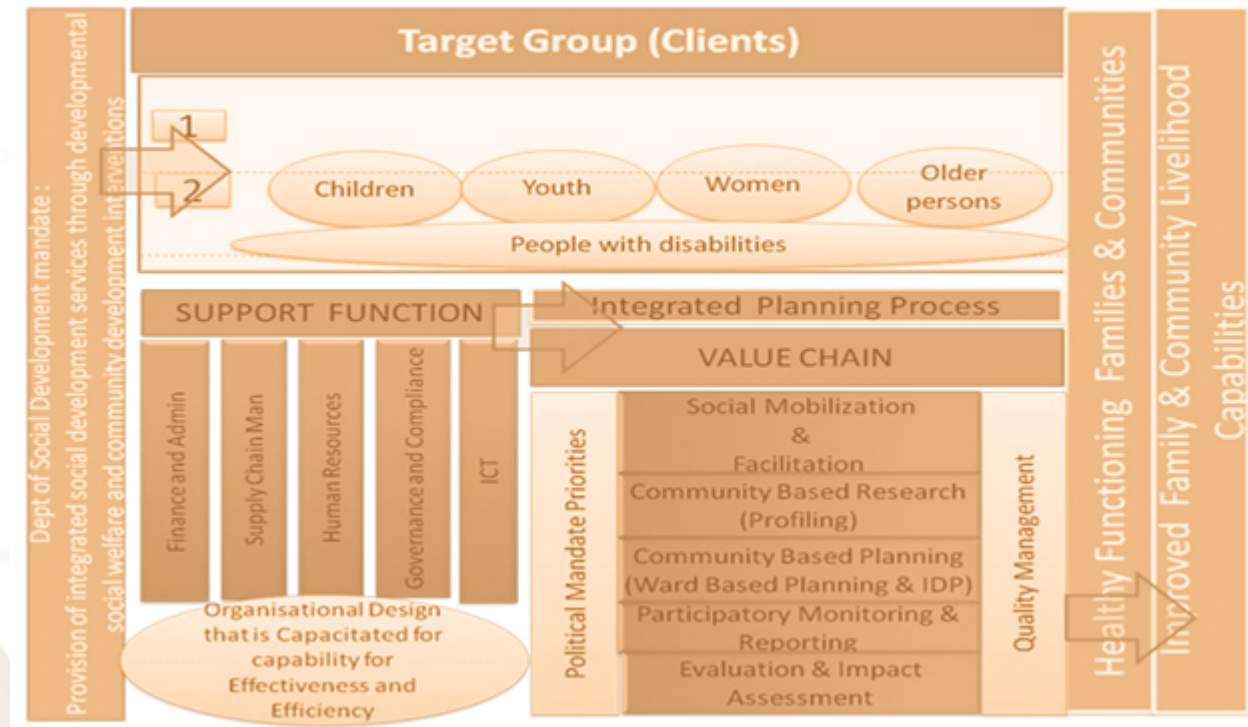 Dept of Social Development mandate :
Provision of integrated social development services through developmental
social welfare and community development interventions
Target Group (Clients)
1
2
Children
Youth
Women
Older
persons
People with disabilities
SUPPORT FUNCTION
Finance and Admin
Supply Chain Man
Human Resources
Governance and Compliance
ICT
Organisational Design
that is Capacitated for
capability for
Effectiveness and
Efficiency
Integrated Planning Process
VALUE CHAIN
Political Mandate Priorities
Social Mobilization
&
Facilitation
Community Based Research
(Profiling)
Community Based Planning
(Ward Based Planning & IDP)
Participatory Monitoring &
Reporting
Evaluation & Impact
Assessment
Quality Management
Healthy Functioning Families & Communities
Improved Family & Community Livelihood
Capabilities